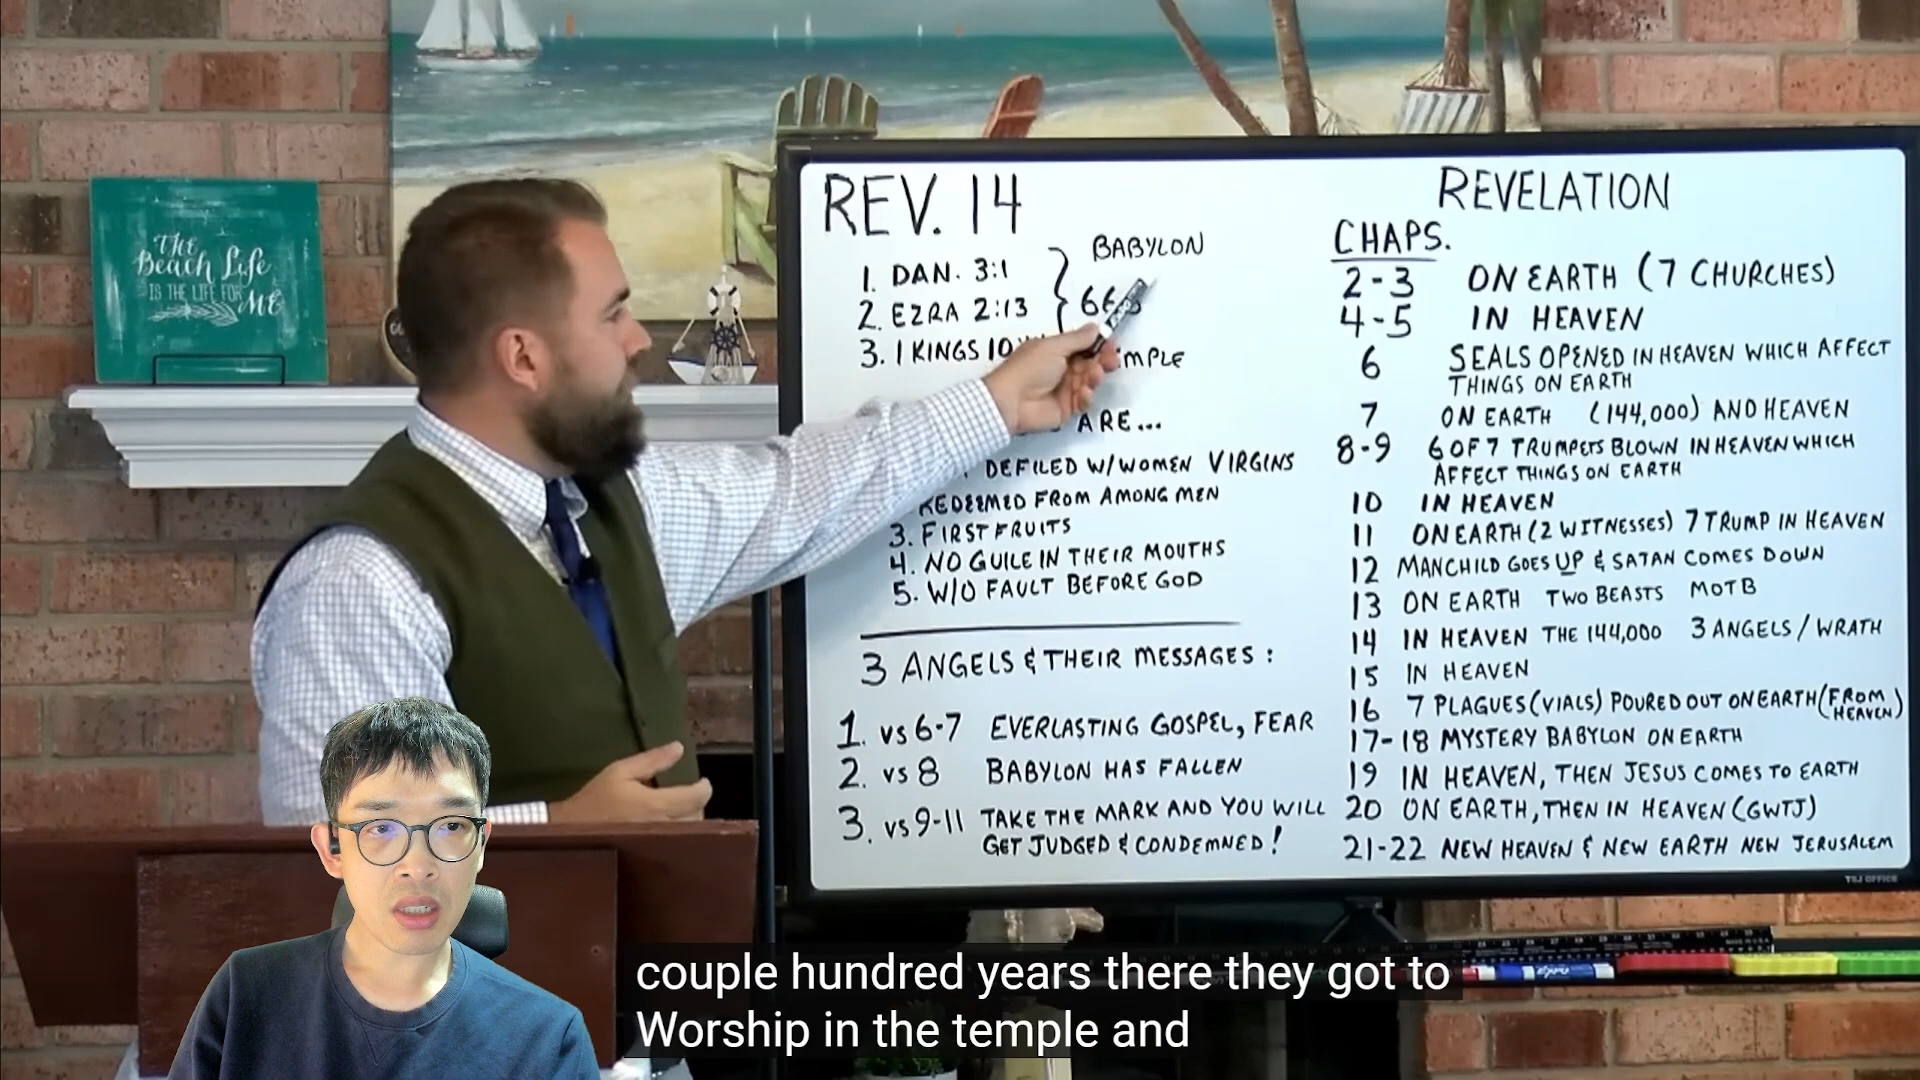 THE
Beach Life
IS THE LIFE FOR
ME
REV. 14
1. DAN. 3:1
2. EZRA 2:13
3. 1 KINGS
BABYLON
ARE...
DEFILED W/WOMEN VIRGINS
REDEEMED FROM AMONG MEN
3. FIRST FRUITS
4. NO GUILE IN THEIR MOUTHS
5. W/O FAULT BEFORE GOD
3 ANGELS & THEIR MESSAGES:
1. vs 6-7 EVERLASTING GOSPEL, FEAR
2. vs 8 BABYLON HAS FALLEN
3. vs 9-11 TAKE THE MARK AND YOU WILL
GET JUDGED & CONDEMNED!
REVELATION
CHAPS.
2-3 ON EARTH (7 CHURCHES)
4-5 IN HEAVEN
6 SEALS OPENED IN HEAVEN WHICH AFFECT
THINGS ON EARTH
7 ON EARTH (144,000) AND HEAVEN
8-9 6 OF 7 TRUMPETS BLOWN IN HEAVEN WHICH
AFFECT THINGS ON EARTH
10 IN HEAVEN
11 ON EARTH (2 WITNESSES) 7 TRUMP IN HEAVEN
12 MANCHILD GOES UP & SATAN COMES DOWN
13 ON EARTH TWO BEASTS MOTB
14 IN HEAVEN THE 144,000 3 ANGELS/WRATH
15 IN HEAVEN
16 7 PLAGUES (VIALS) POURED OUT ON EARTH (FROM
HEAVEN)
17-18 MYSTERY BABYLON ON EARTH
19 IN HEAVEN, THEN JESUS COMES TO EARTH
20 ON EARTH, THEN IN HEAVEN (GWTJ)
21-22 NEW HEAVEN & NEW EARTH NEW JERUSALEM
TSJ OFFICE
couple hundred years there they got to
Worship in the temple and